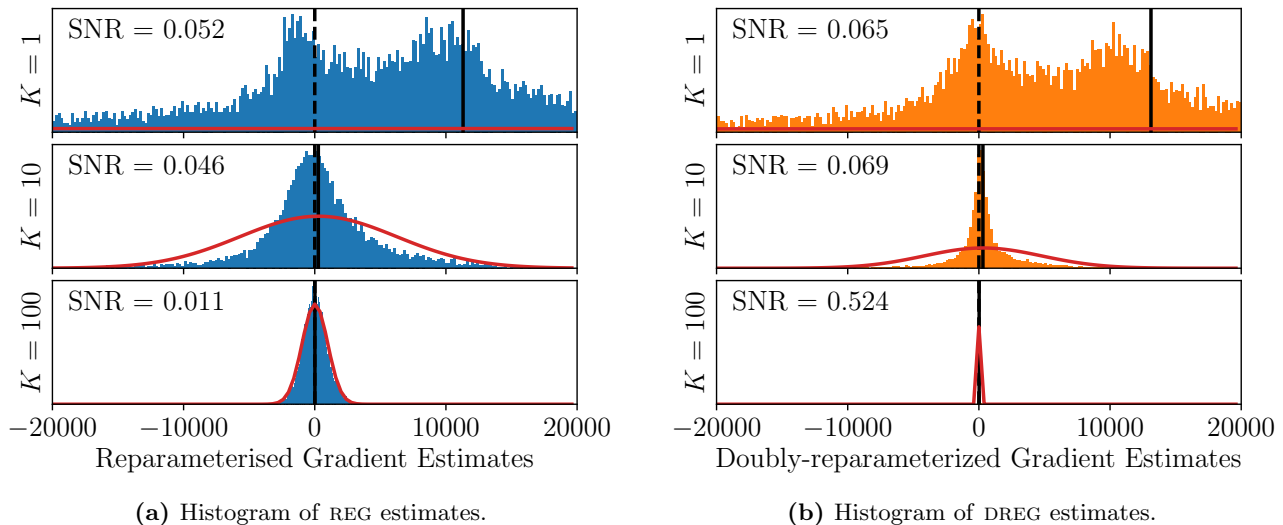 SNR = 0.052
K = 1
SNR = 0.046
K = 10
SNR = 0.011
K = 100
−20000 −10000 0 10000 20000
Reparameterised Gradient Estimates
(a) Histogram of REG estimates.
SNR = 0.065
K = 1
SNR = 0.069
K = 10
SNR = 0.524
K = 100
−20000 −10000 0 10000 20000
Doubly-reparameterized Gradient Estimates
(b) Histogram of DREG estimates.